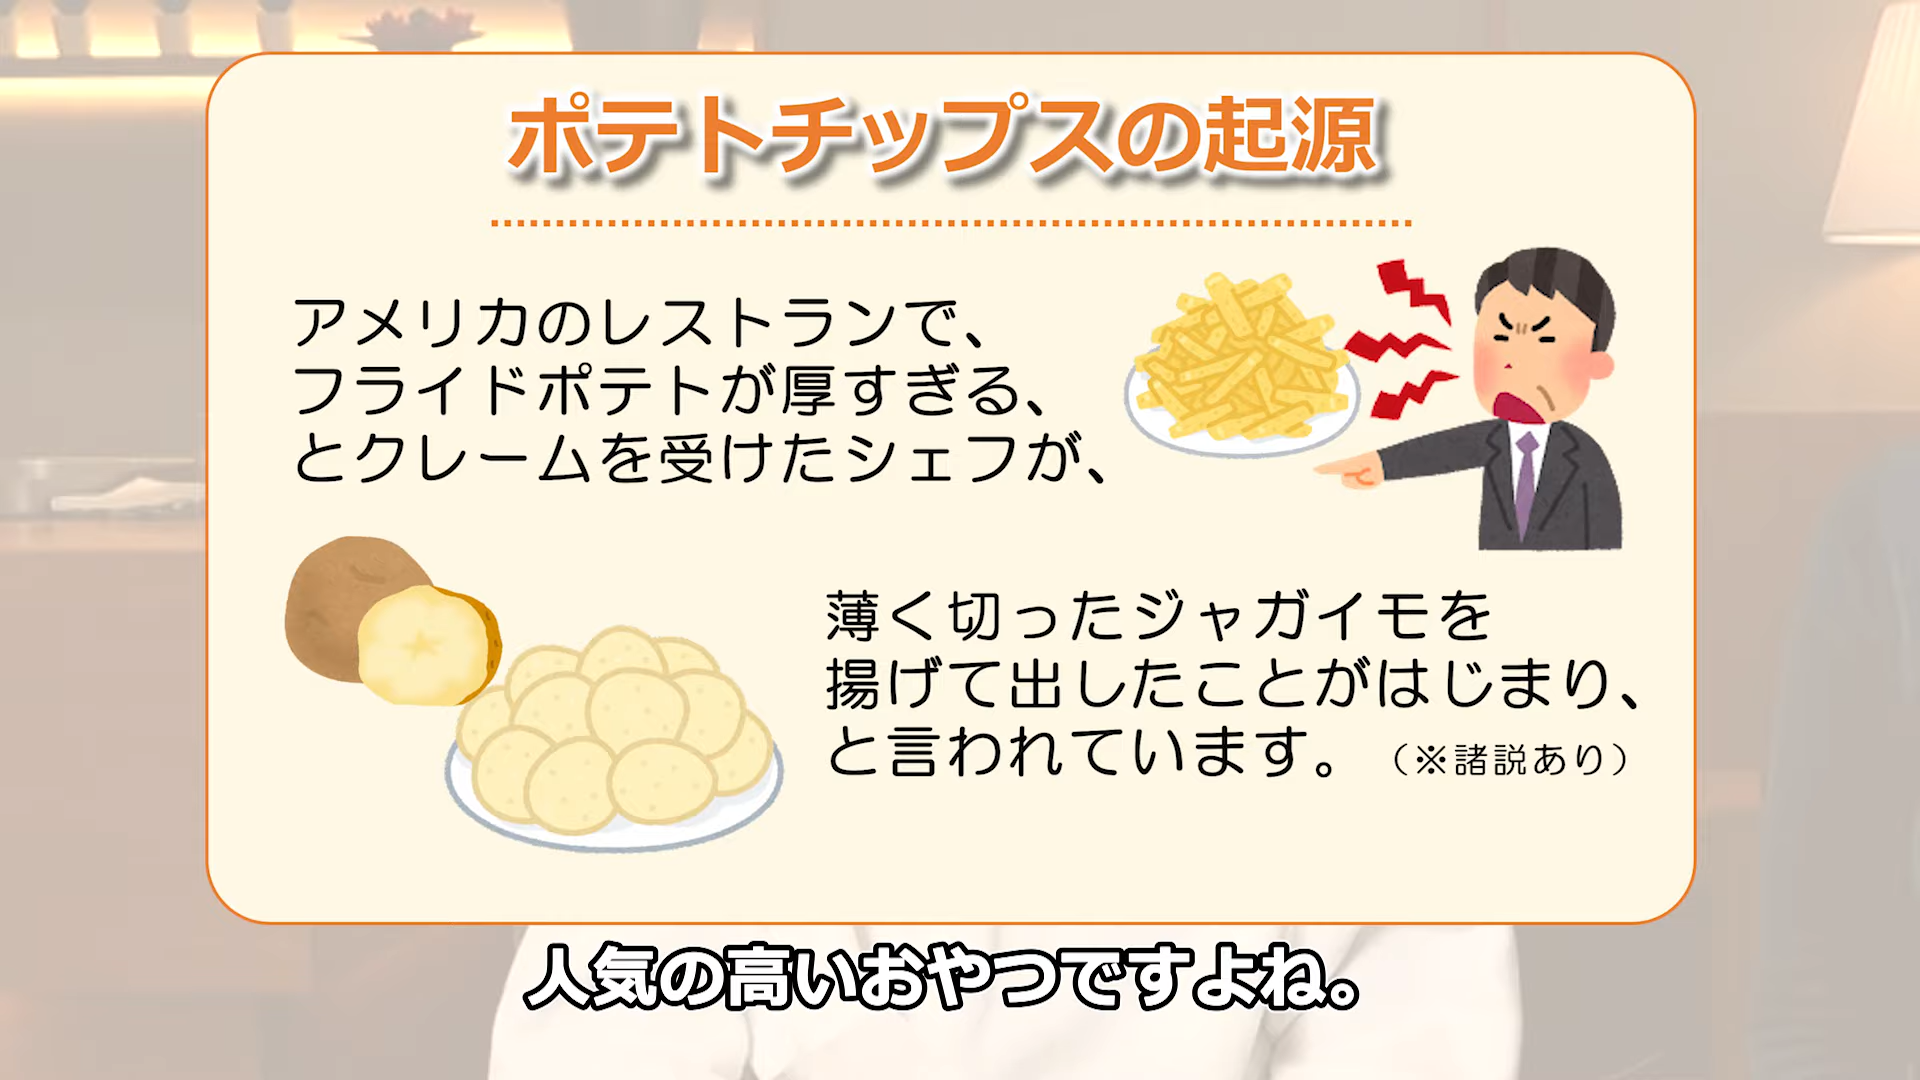 ポテトチップスの起源
アメリカのレストランで、
フライドポテトが厚すぎる、
とクレームを受けたシェフが、
薄く切ったジャガイモを
揚げて出したことがはじまり、
と言われています。（※諸説あり）
人気の高いおやつですよね。